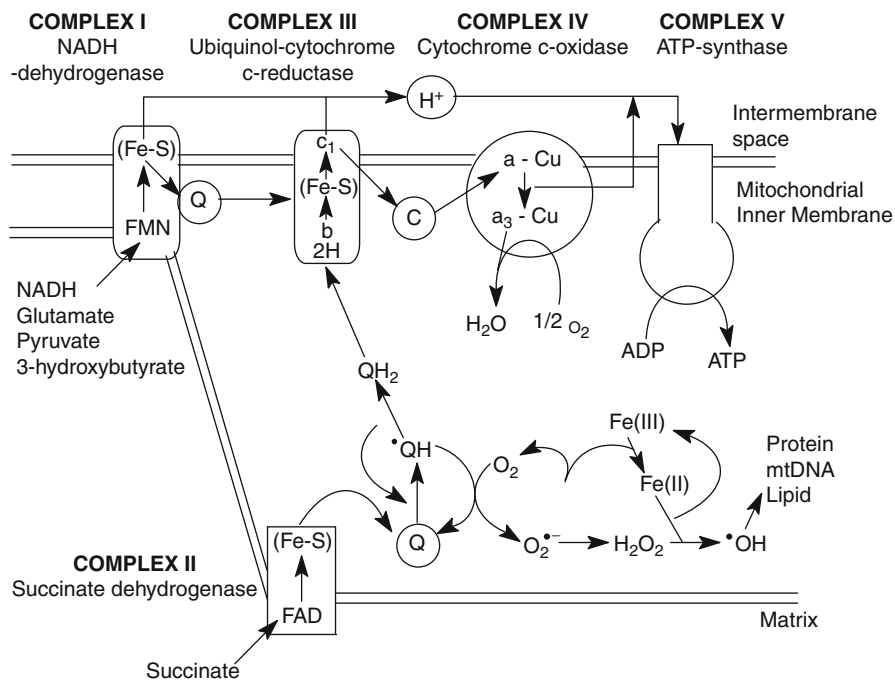 COMPLEX I
NADH
-dehydrogenase
COMPLEX III
Ubiquinol-cytochrome
c-reductase
COMPLEX IV
Cytochrome c-oxidase
COMPLEX V
ATP-synthase
H⁺
Intermembrane
space
Mitochondrial
Inner Membrane
(Fe-S)
Q
FMN
c₁
(Fe-S)
b
2H
C
a - Cu
a₃ - Cu
H₂O
1/2 O₂
ADP
ATP
NADH
Glutamate
Pyruvate
3-hydroxybutyrate
QH₂
•QH
Q
O₂
O₂•−
H₂O₂
•OH
Fe(III)
Fe(II)
Protein
mtDNA
Lipid
COMPLEX II
Succinate dehydrogenase
(Fe-S)
FAD
Succinate
Matrix